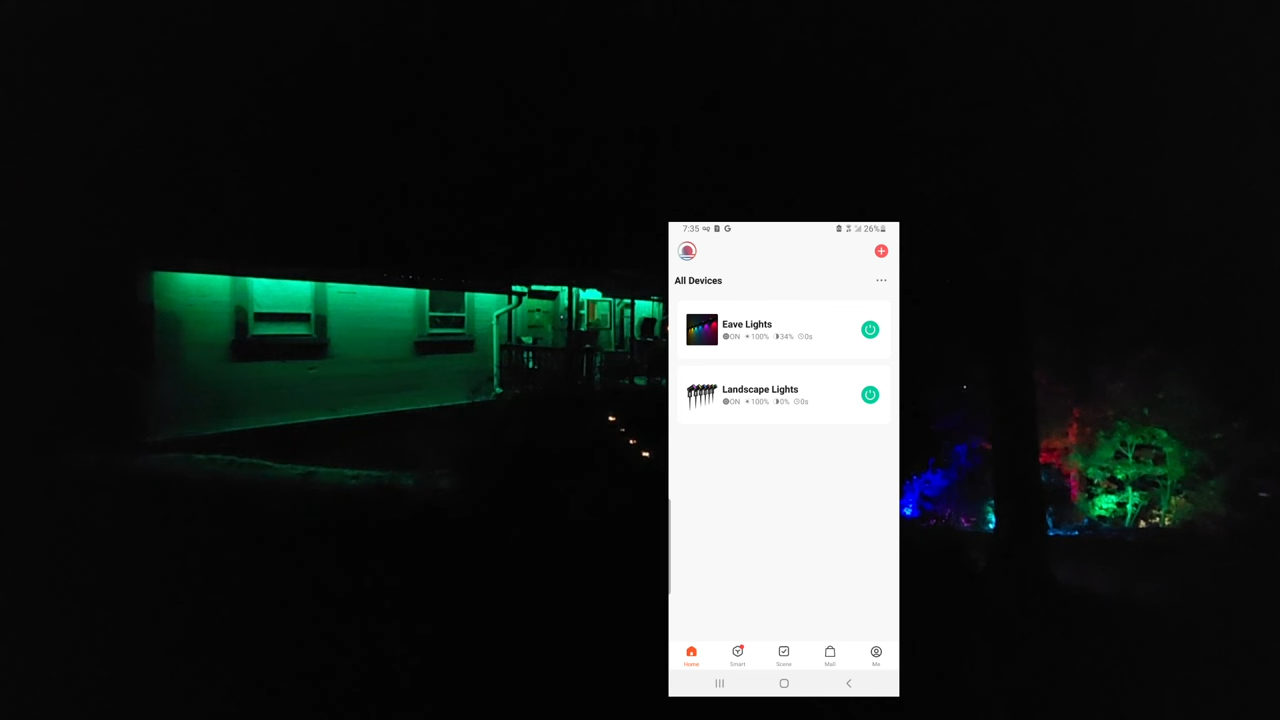 7:35 26%
All Devices
Eave Lights
ON 100% 34% 0s
Landscape Lights
ON 100% 0% 0s
Home Smart Scene Mall Me